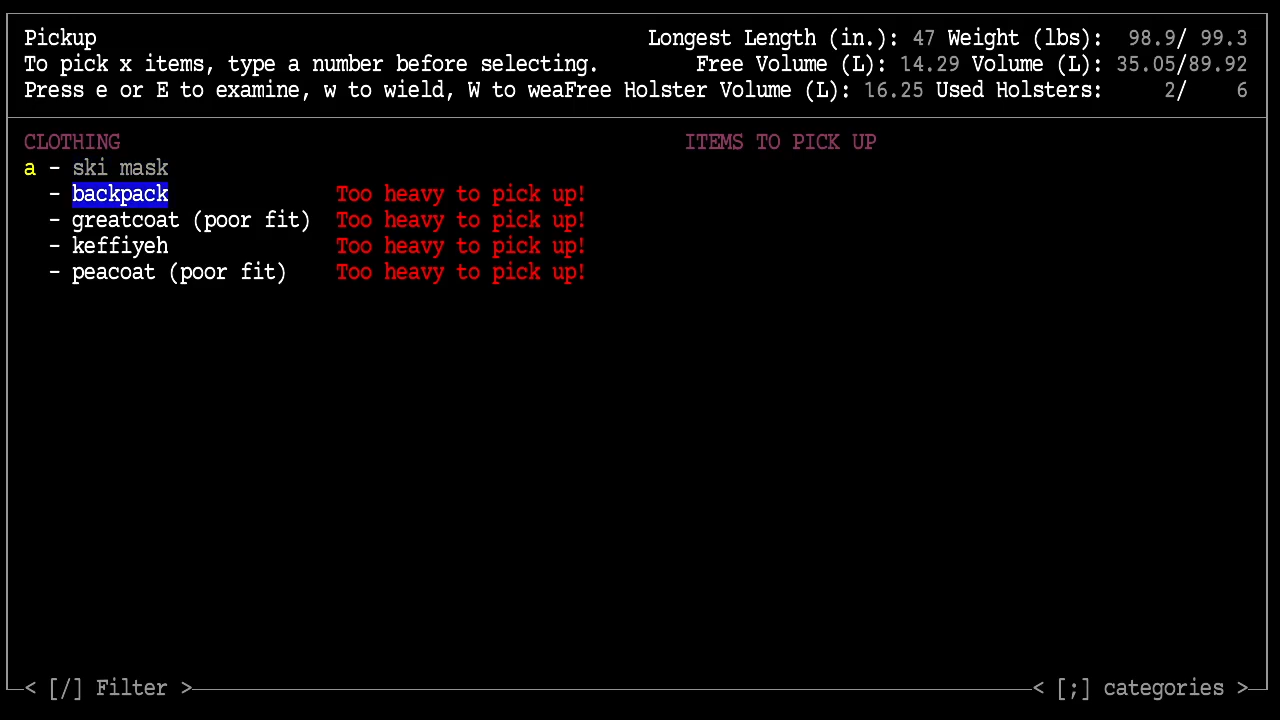 Pickup Longest Length (in.): 47 Weight (lbs): 98.9/ 99.3
To pick x items, type a number before selecting. Free Volume (L): 14.29 Volume (L): 35.05/89.92
Press e or E to examine, w to wield, W to weaFree Holster Volume (L): 16.25 Used Holsters: 2/ 6
CLOTHING ITEMS TO PICK UP
a - ski mask
- backpack Too heavy to pick up!
- greatcoat (poor fit) Too heavy to pick up!
- keffiyeh Too heavy to pick up!
- peacoat (poor fit) Too heavy to pick up!
< [/] Filter > < [;] categories >